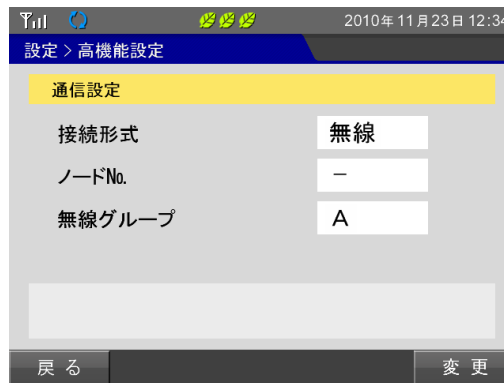 2010年11月23日 12:34
設定 > 高機能設定
通信設定
接続形式 無線
ノードNo. −
無線グループ A
戻る 変更